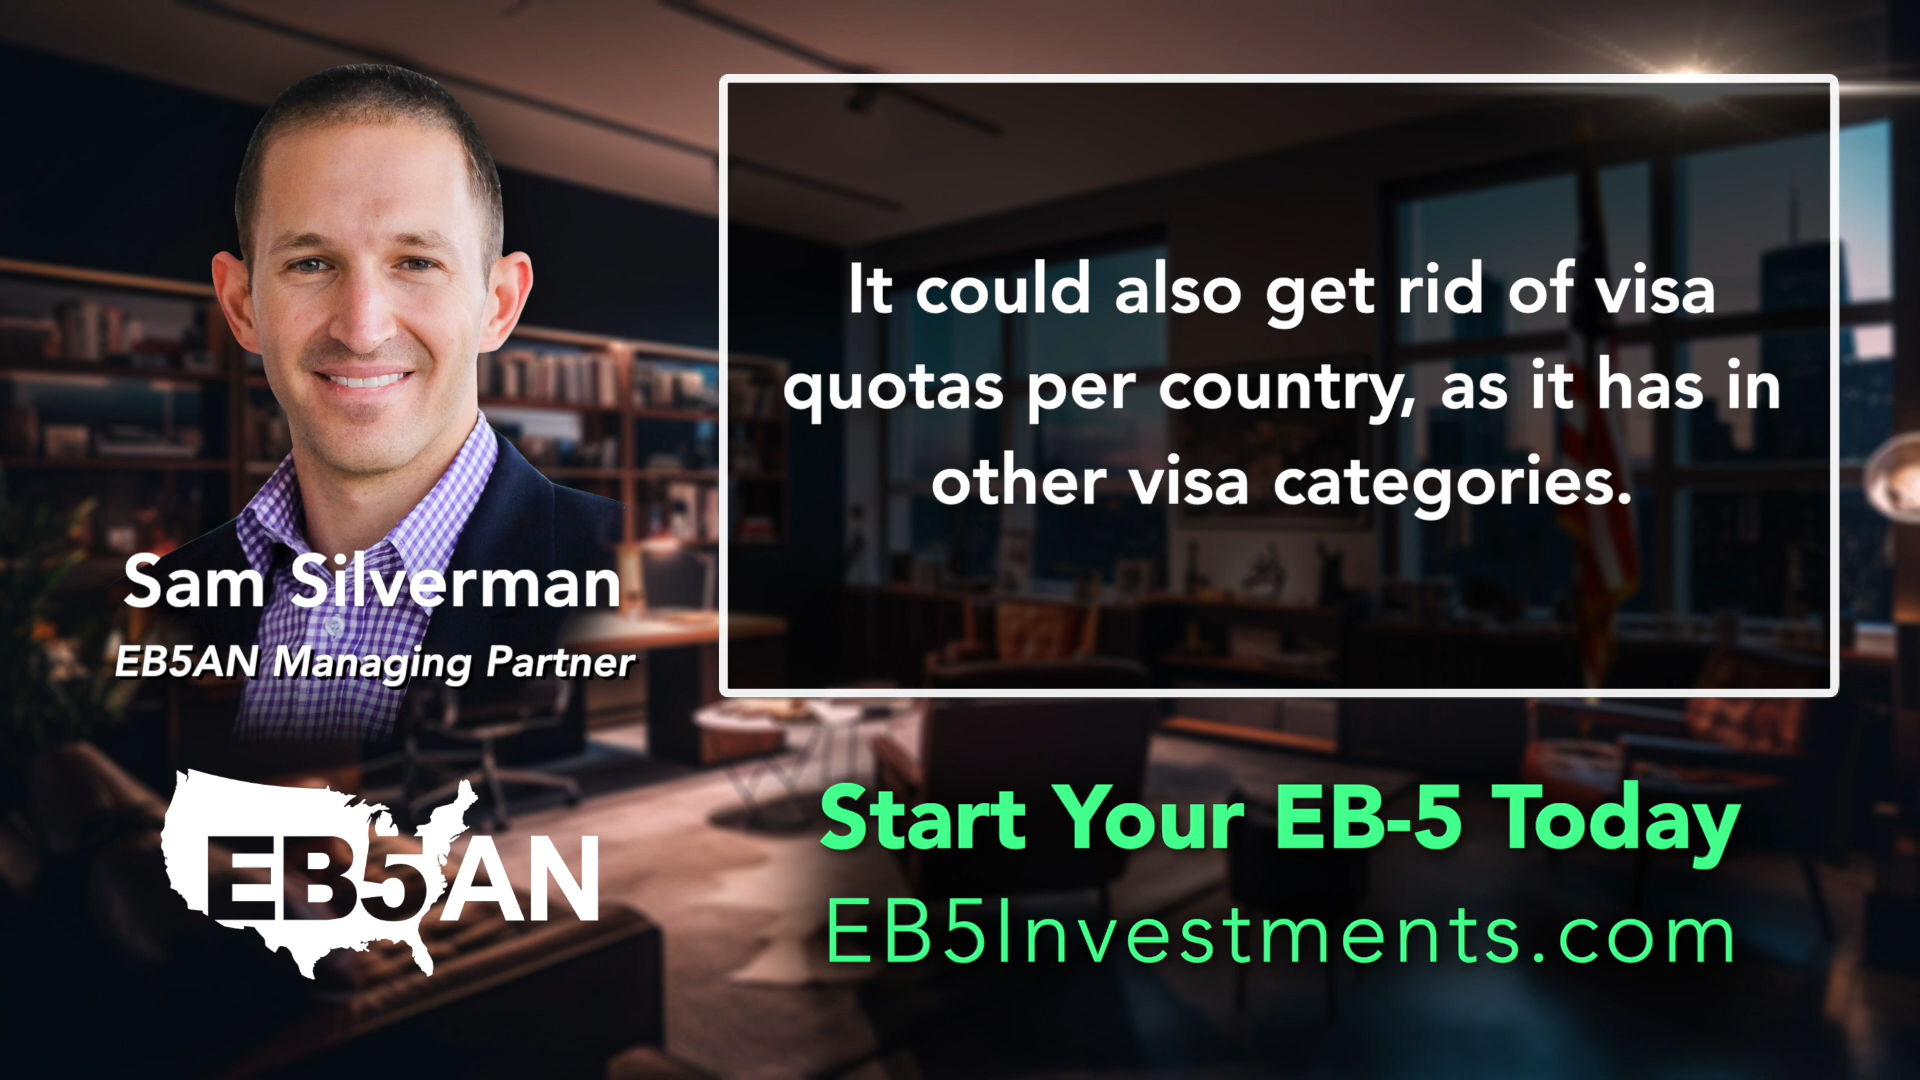 It could also get rid of visa
quotas per country, as it has in
other visa categories.
Sam Silverman
EB5AN Managing Partner
EB5AN
Start Your EB-5 Today
EB5Investments.com